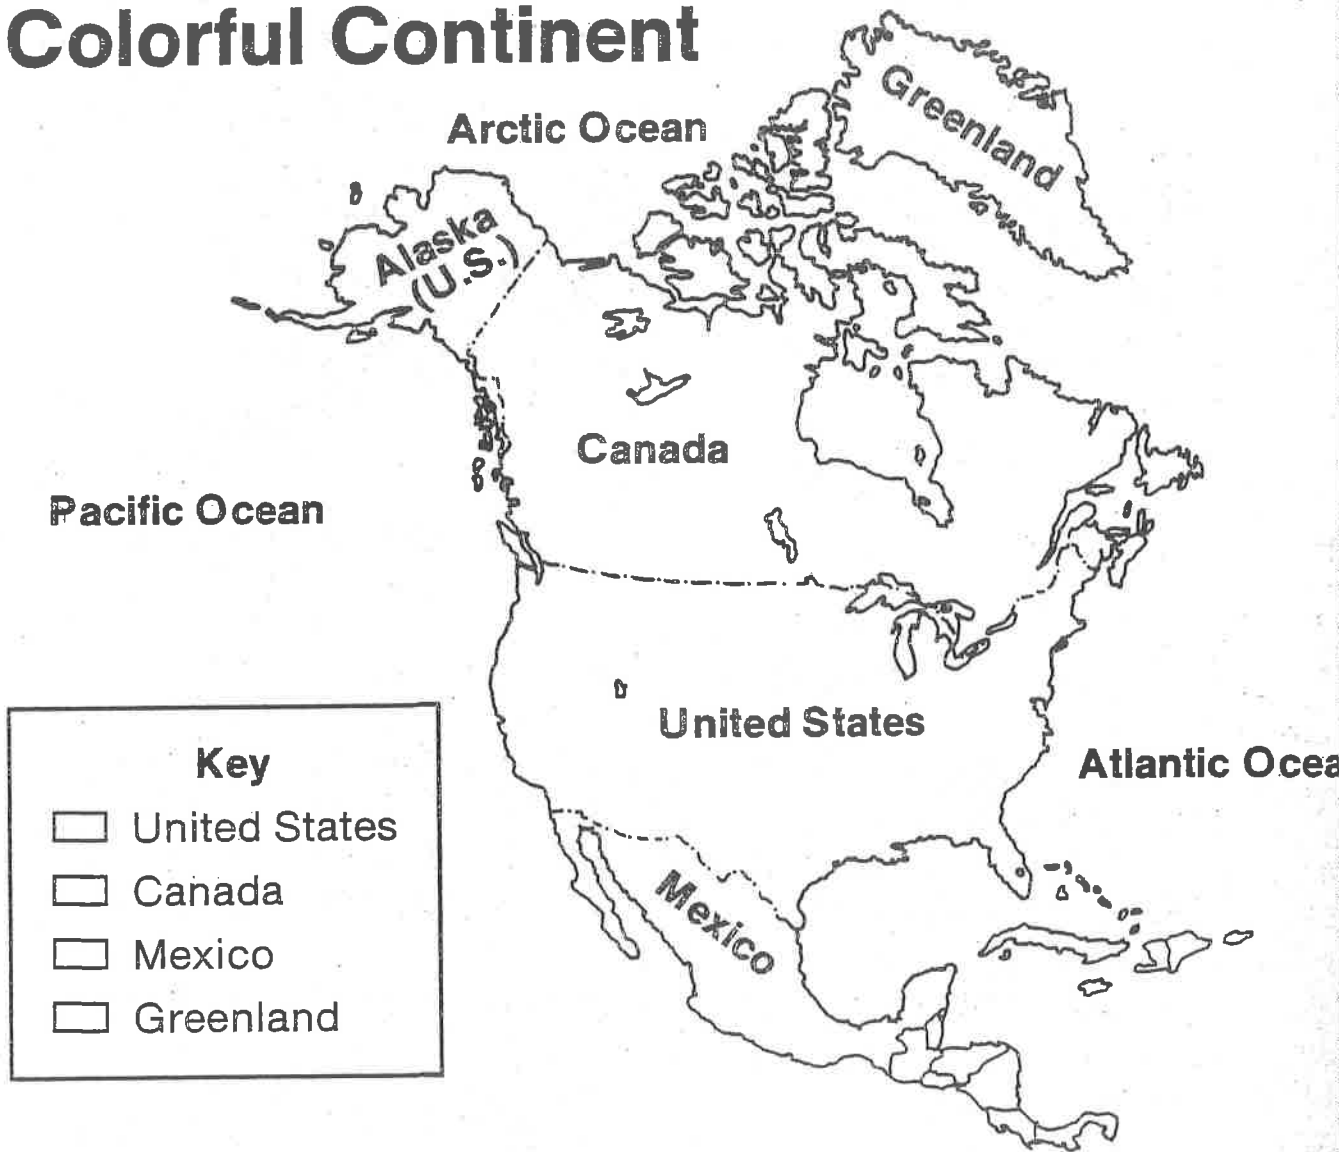 Colorful Continent
Arctic Ocean
Greenland
Alaska
(U.S.)
Canada
Pacific Ocean
United States
Atlantic Ocea
Mexico
Key
United States
Canada
Mexico
Greenland